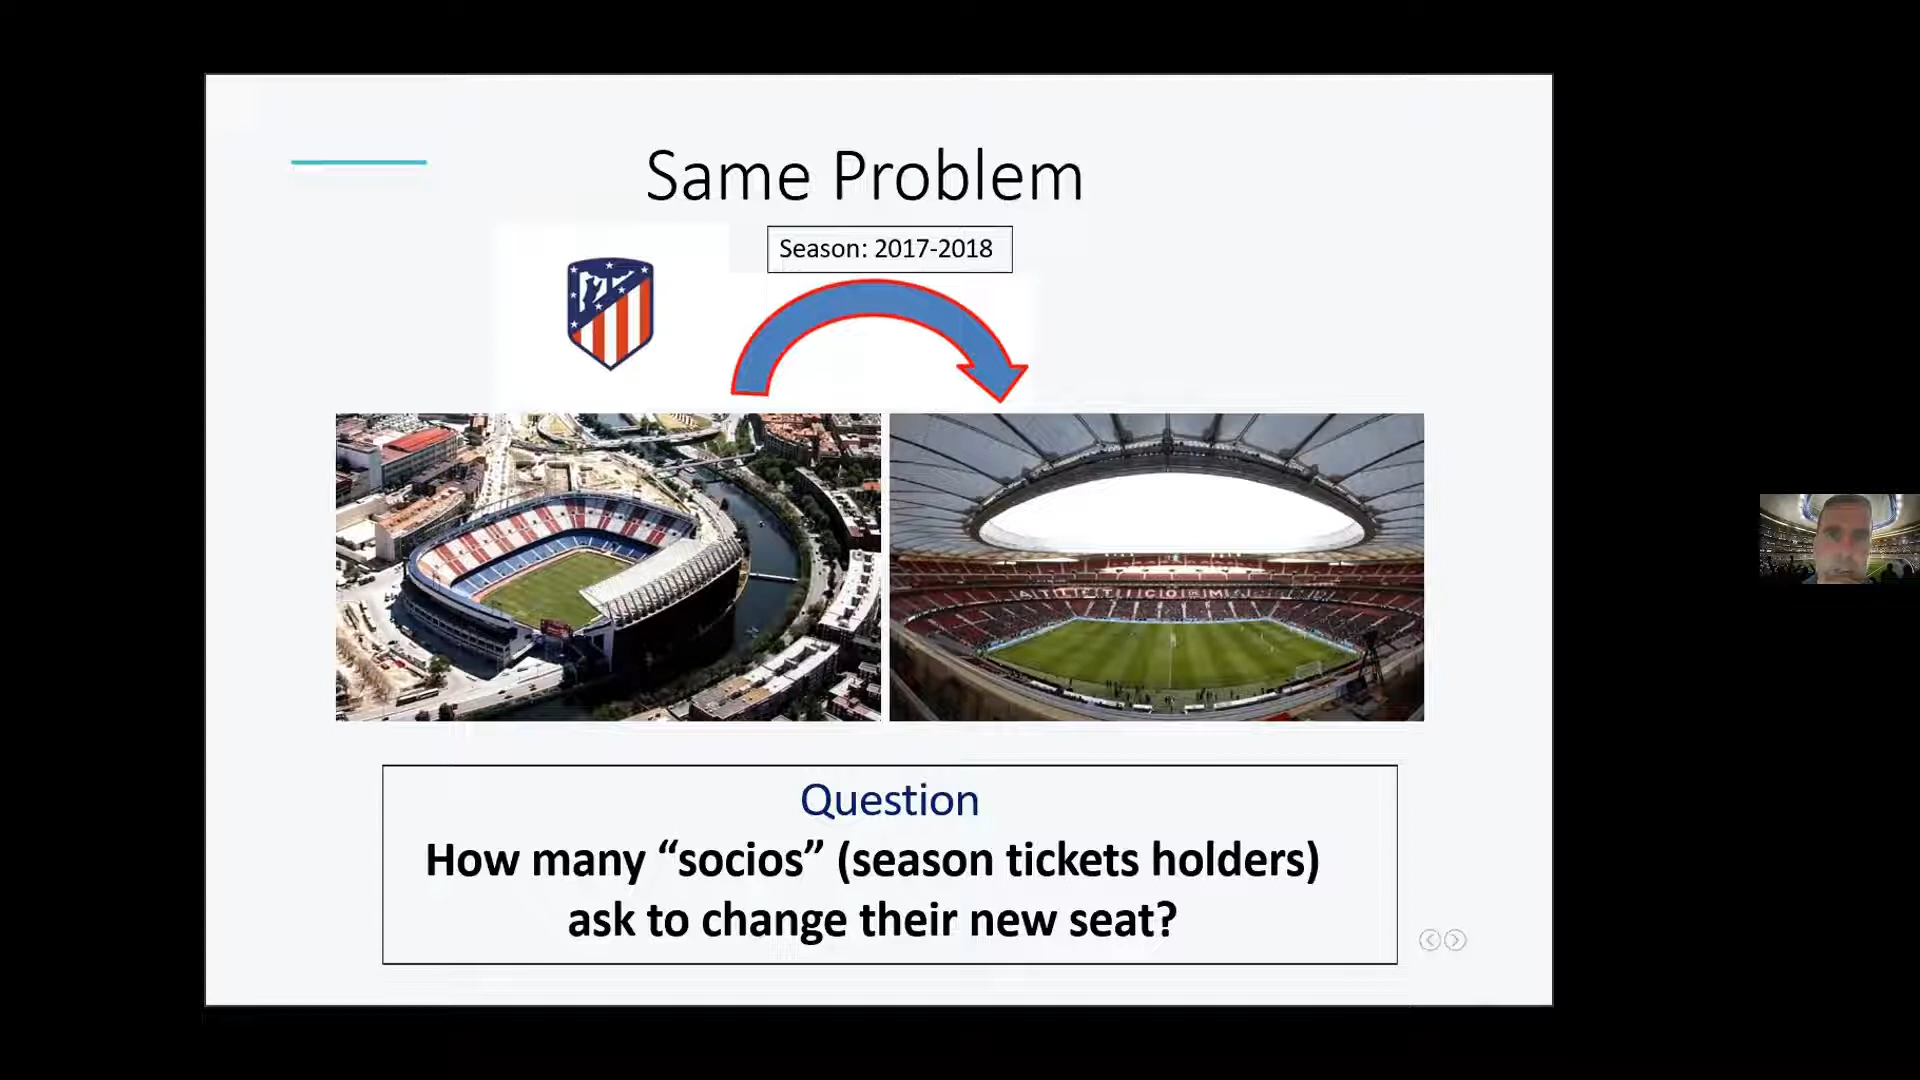 Same Problem
Season: 2017-2018
Question
How many “socios” (season tickets holders)
ask to change their new seat?